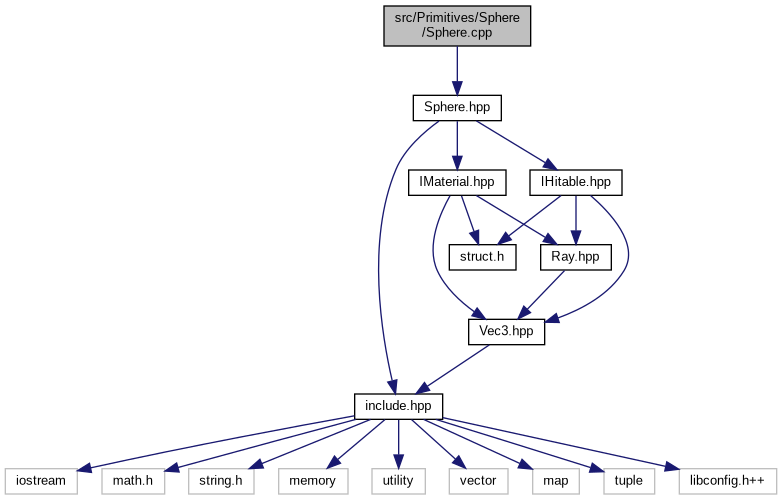 src/Primitives/Sphere
/Sphere.cpp
Sphere.hpp
IMaterial.hpp
IHitable.hpp
struct.h
Ray.hpp
Vec3.hpp
include.hpp
iostream
math.h
string.h
memory
utility
vector
map
tuple
libconfig.h++